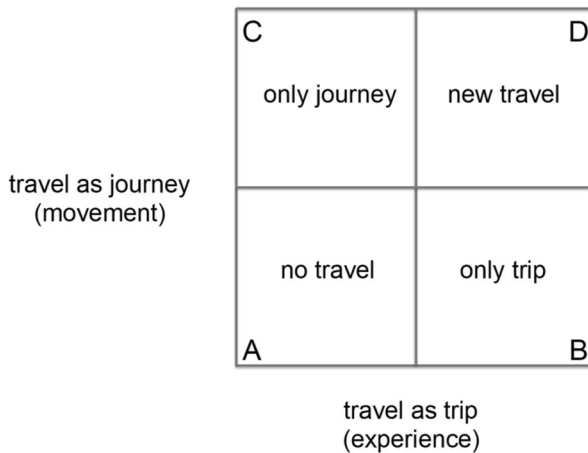 C
D
only journey
new travel
travel as journey
(movement)
no travel
only trip
A
B
travel as trip
(experience)